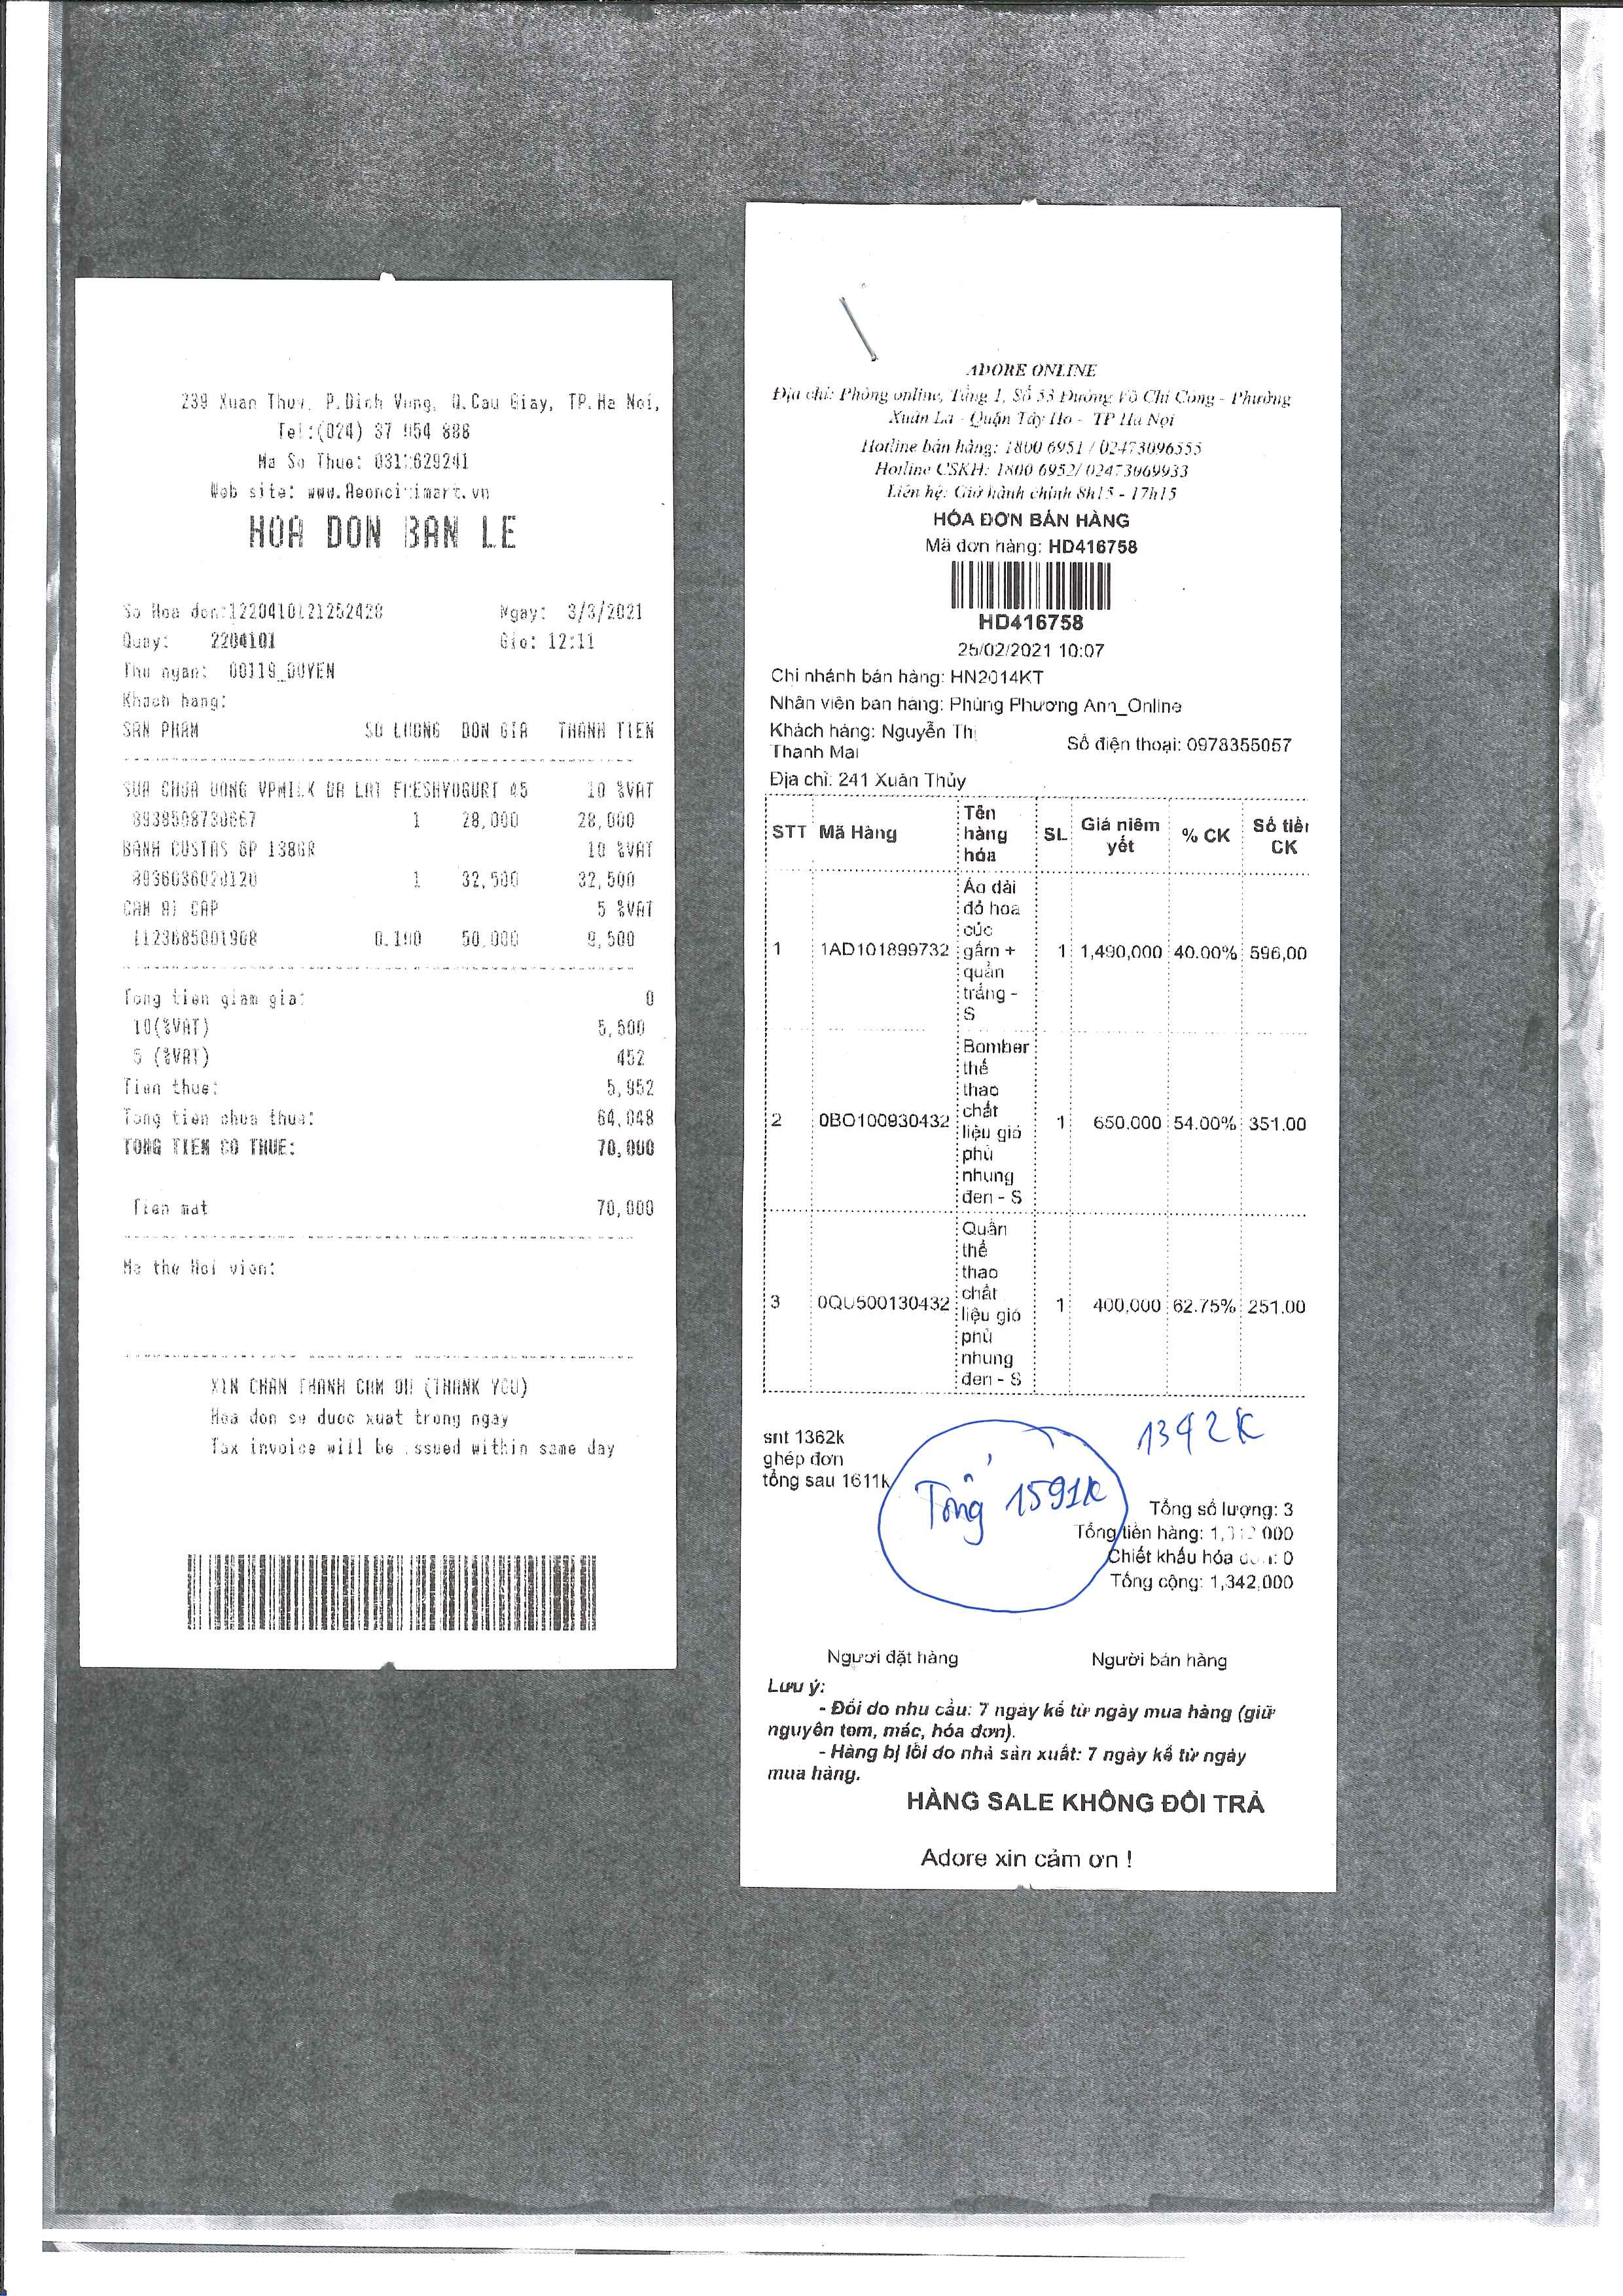 239 Xuan Thuy, P.Dich Vong, Q.Cau Giay, TP.Ha Noi,
Tel:(024) 37 954 888
Ma So Thue:
Web site: www.Aeoncitimart.vn
HOA DON BAN LE
So Hoa don: Ngay: 3/3/2021
Quay: 2204101 Gio: 12:11
Thu ngan: 00119_DUYEN
Khach hang:
SAN PHAM SO LUONG DON GIA THANH TIEN
SUA CHUA UONG VPMILK DA LAT FRESHYOGURT 45 10 %VAT
8938508730667 1 28,000 28,000
BANH CUSTAS 6P 138GR 10 %VAT
8936036020120 1 32,500 32,500
CAM AI CAP 5 %VAT
1123685001908 0.190 50,000 9,500
Tong tien giam gia: 0
10(%VAT) 5,500
5 (%VAT) 452
Tien thue: 5,952
Tong tien chua thue: 64,048
TONG TIEN CO THUE: 70,000
Tien mat 70,000
Ma the Hoi vien:
XIN CHAN THANH CAM ON (THANK YOU)
Hoa don se duoc xuat trong ngay
Tax invoice will be issued within same day
ADORE ONLINE
Địa chỉ: Phòng online, Tầng 1, Số 53 Đường Võ Chí Công - Phường
Xuân La - Quận Tây Hồ - TP Hà Nội
Hotline bán hàng: 1800 6951 / 02473096555
Hotline CSKH: 1800 6952/ 02473069933
Liên hệ: Giờ hành chính 8h15 - 17h15
HÓA ĐƠN BÁN HÀNG
Mã đơn hàng: HD416758
HD416758
25/02/2021 10:07
Chi nhánh bán hàng: HN2014KT
Nhân viên bán hàng: Phùng Phương Anh_Online
Khách hàng: Nguyễn Thị
Thanh Mai Số điện thoại: 0978355057
Địa chỉ: 241 Xuân Thủy
STT Mã Hàng Tên hàng hóa SL Giá niêm yết % CK Số tiền CK
1 1AD101899732 Áo dài đỏ hoa cúc gấm + quần trắng - S 1 1,490,000 40.00% 596,00
2 0BO100930432 Bomber thể thao chất liệu gió phủ nhung đen - S 1 650,000 54.00% 351,00
3 0QU500130432 Quần thể thao chất liệu gió phủ nhung đen - S 1 400,000 62.75% 251,00
1342K
snt 1362k
ghép đơn
tổng sau 1611k
Tổng 1591K
Tổng số lượng: 3
Tổng tiền hàng:
Chiết khấu hóa đơn: 0
Tổng cộng: 1,342,000
Người đặt hàng Người bán hàng
Lưu ý:
- Đổi do nhu cầu: 7 ngày kể từ ngày mua hàng (giữ
nguyên tem, mác, hóa đơn).
- Hàng bị lỗi do nhà sản xuất: 7 ngày kể từ ngày
mua hàng.
HÀNG SALE KHÔNG ĐỔI TRẢ
Adore xin cảm ơn !